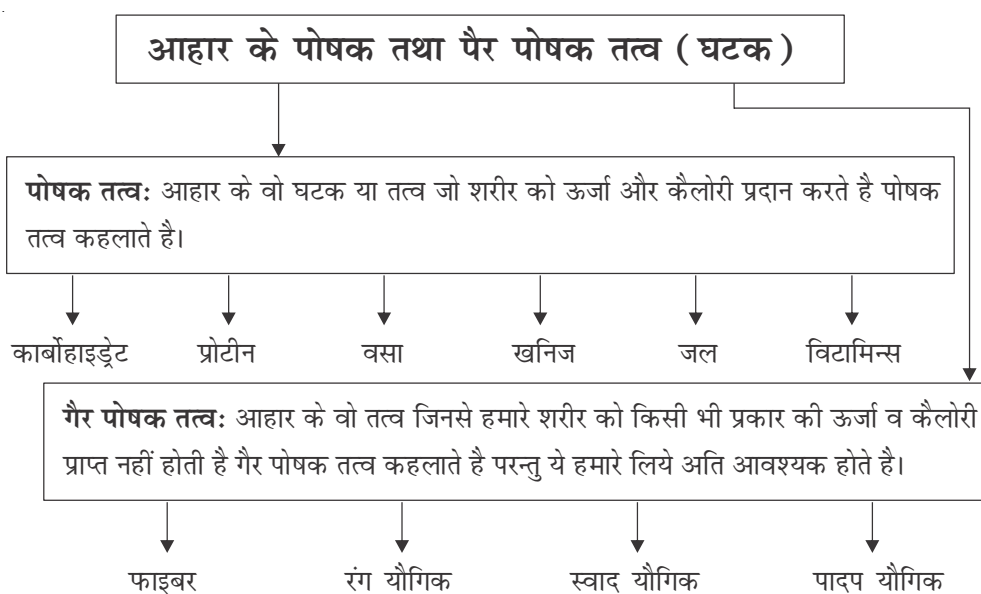 आहार के पोषक तथा पैर पोषक तत्व ( घटक )
पोषक तत्वः आहार के वो घटक या तत्व जो शरीर को ऊर्जा और कैलोरी प्रदान करते है पोषक
तत्व कहलाते है।
कार्बोहाइड्रेट प्रोटीन वसा खनिज जल विटामिन्स
गैर पोषक तत्वः आहार के वो तत्व जिनसे हमारे शरीर को किसी भी प्रकार की ऊर्जा व कैलोरी
प्राप्त नहीं होती है गैर पोषक तत्व कहलाते है परन्तु ये हमारे लिये अति आवश्यक होते है।
फाइबर रंग यौगिक स्वाद यौगिक पादप यौगिक